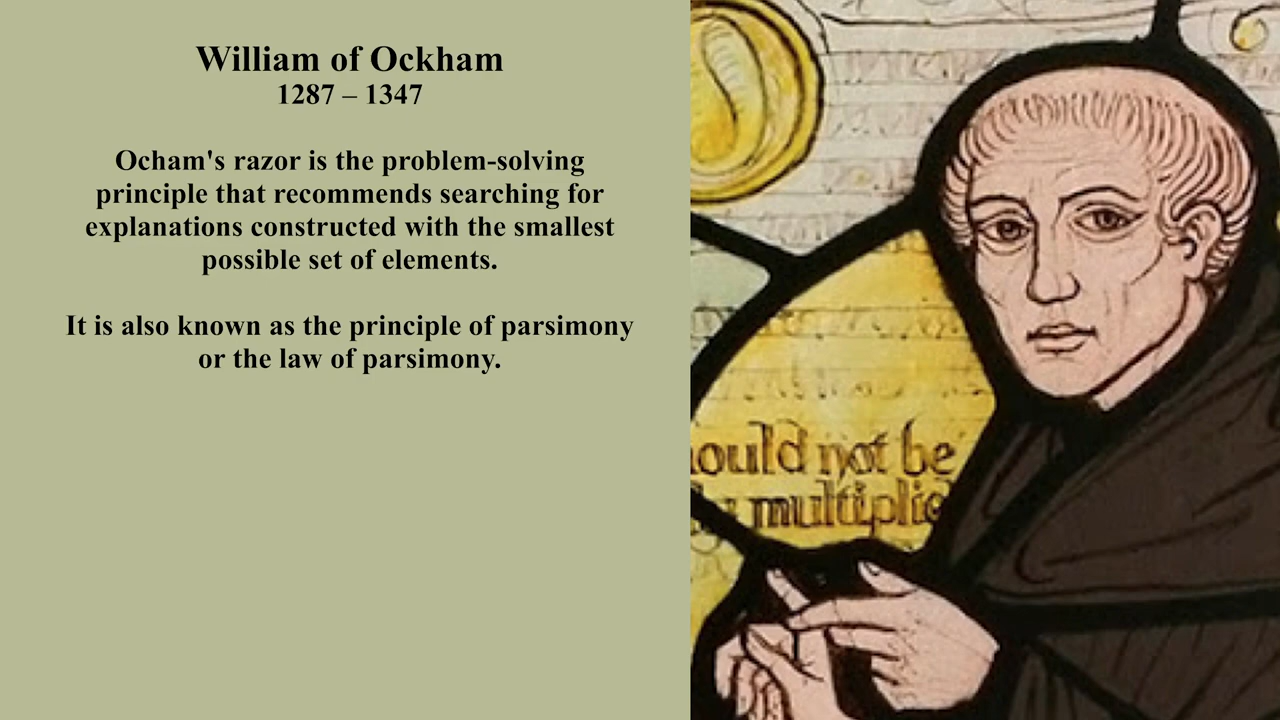 William of Ockham
1287 – 1347
Ocham's razor is the problem-solving
principle that recommends searching for
explanations constructed with the smallest
possible set of elements.
It is also known as the principle of parsimony
or the law of parsimony.
ould not be
multiplie